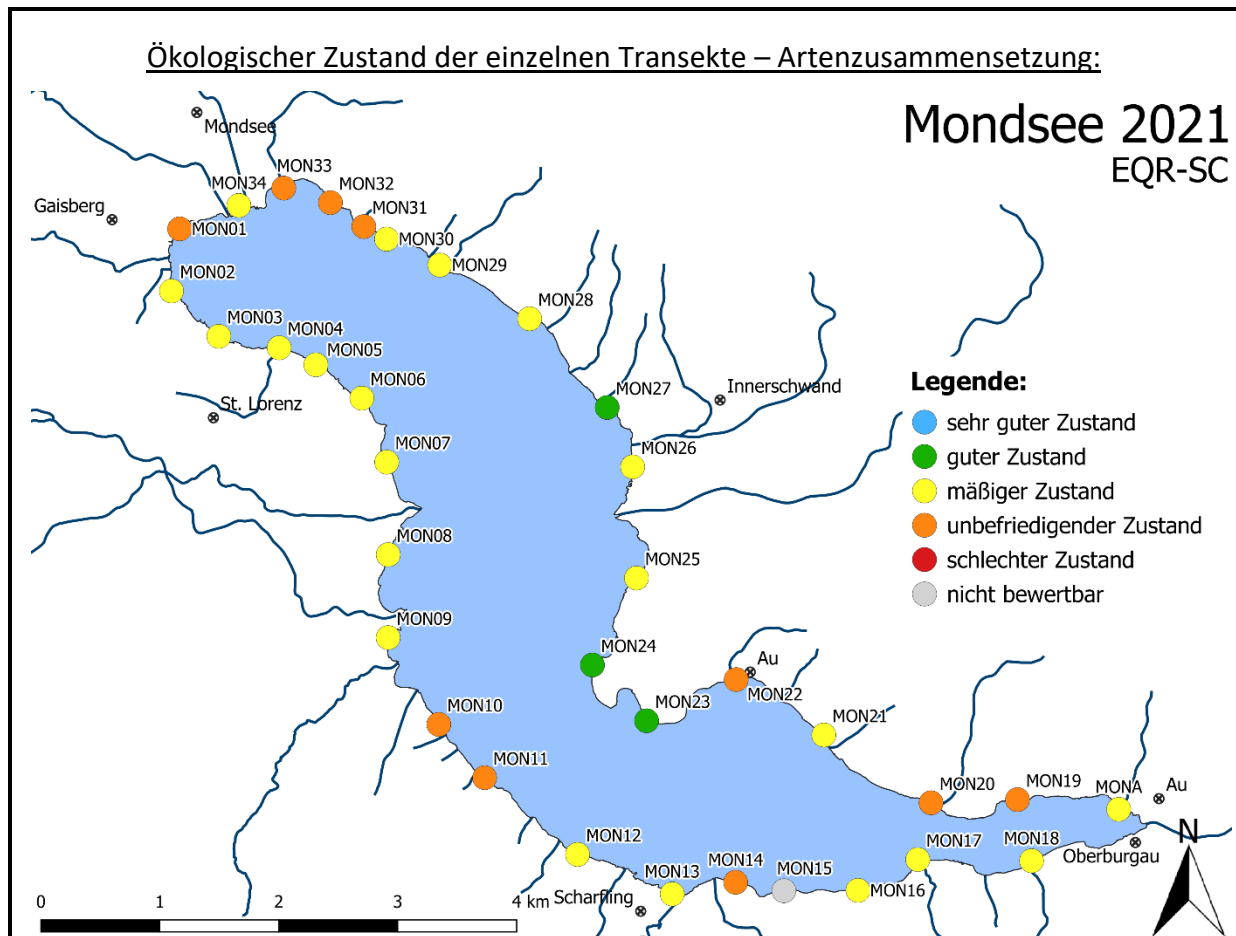 Ökologischer Zustand der einzelnen Transekte – Artenzusammensetzung:
Mondsee 2021
EQR-SC
Mondsee
MON33
MON34
MON32
Gaisberg
MON01
MON31
MON30
MON29
MON02
MON28
MON03
MON04
MON05
MON06
MON27
Innerschwand
St. Lorenz
MON07
MON26
MON08
MON25
MON09
MON24
Au
MON22
MON10
MON23
MON21
MON11
MON20
MON19
MONA
Au
MON12
MON17
MON18
Oberburgau
MON13
MON14
MON15
MON16
Scharfling
Legende:
sehr guter Zustand
guter Zustand
mäßiger Zustand
unbefriedigender Zustand
schlechter Zustand
nicht bewertbar
N
0 1 2 3 4 km